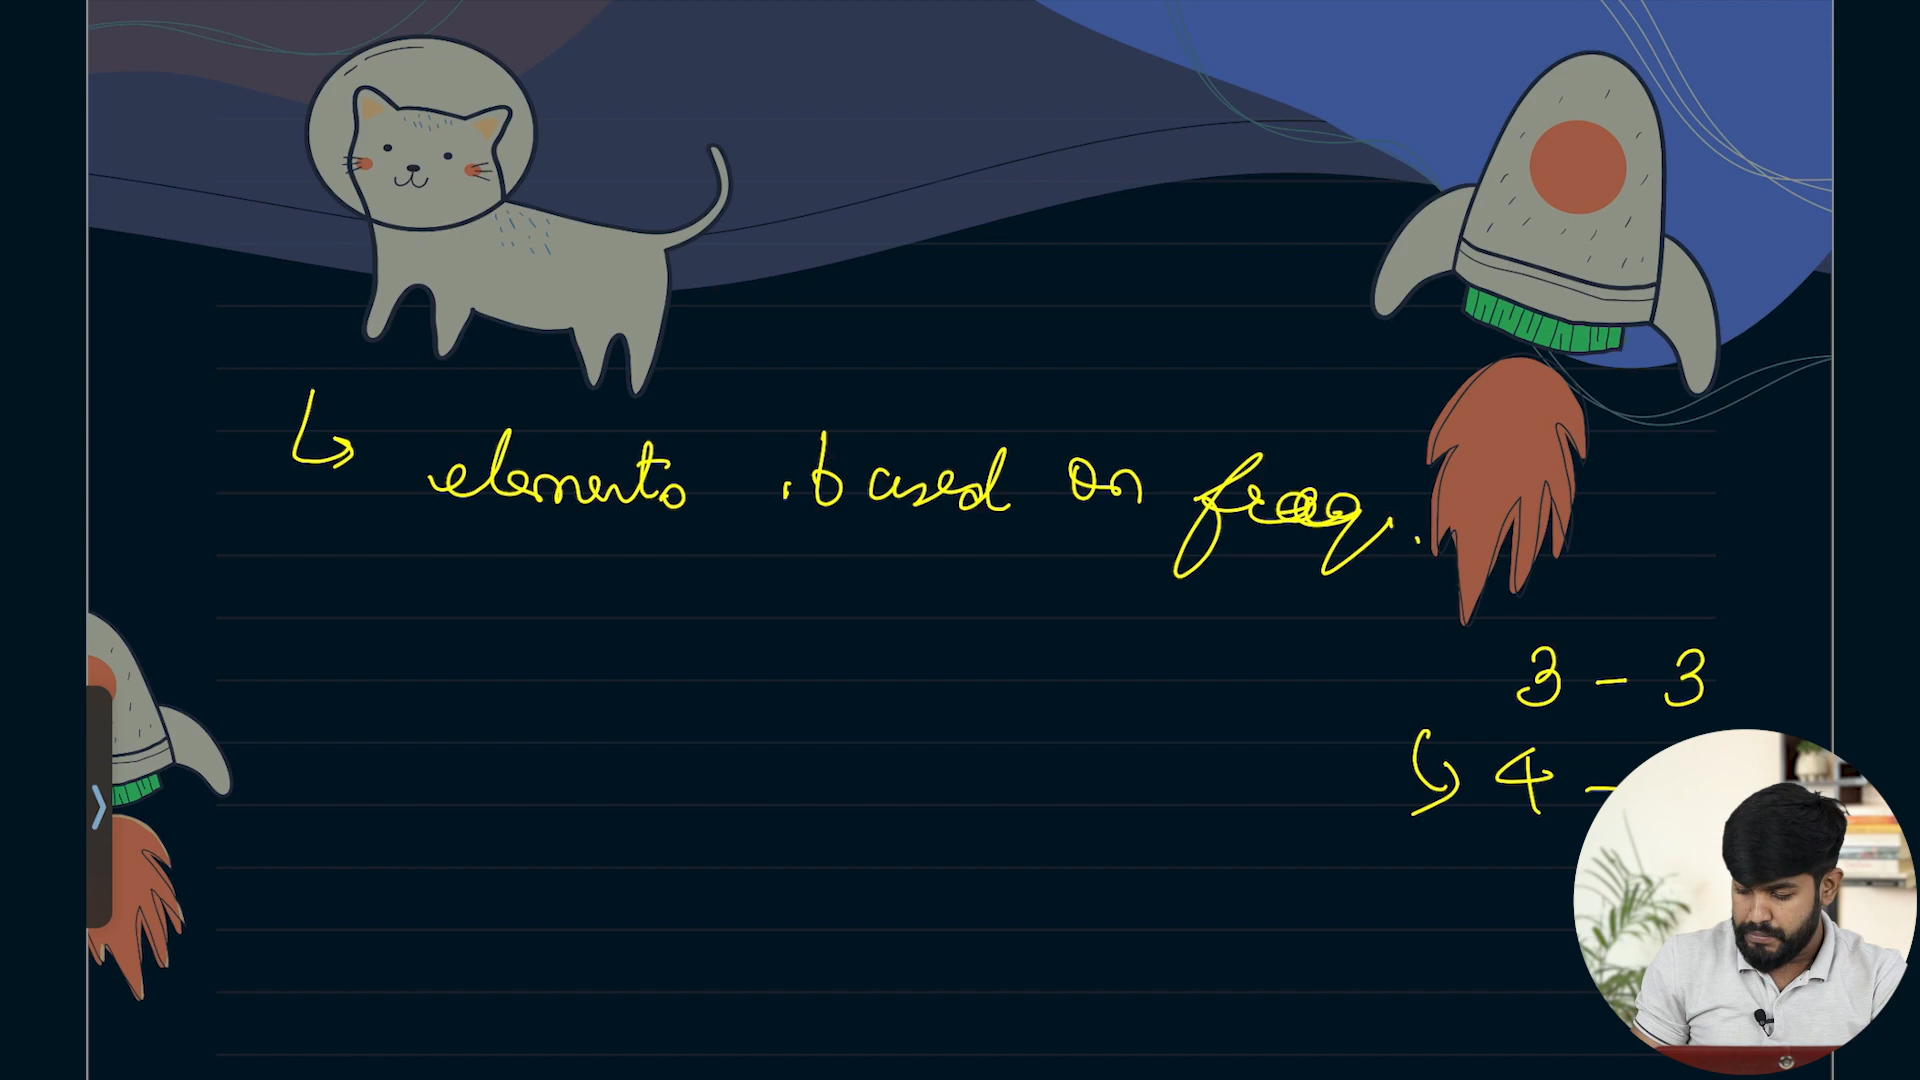 ↳ elements based on freq.
3 - 3
↳ 4 -